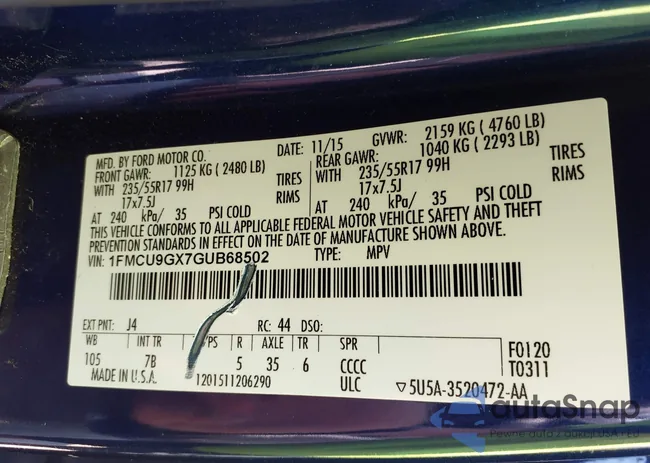 MFD. BY FORD MOTOR CO.
DATE: 11/15 GVWR: 2159 KG ( 4760 LB)
FRONT GAWR: 1125 KG ( 2480 LB) REAR GAWR: 1040 KG ( 2293 LB)
WITH 235/55R17 99H TIRES WITH 235/55R17 99H TIRES
17x7.5J RIMS 17x7.5J RIMS
AT 240 kPa/ 35 PSI COLD AT 240 kPa/ 35 PSI COLD
THIS VEHICLE CONFORMS TO ALL APPLICABLE FEDERAL MOTOR VEHICLE SAFETY AND THEFT
PREVENTION STANDARDS IN EFFECT ON THE DATE OF MANUFACTURE SHOWN ABOVE.
VIN: 1FMCU9GX7GUB68502 TYPE: MPV
EXT PNT: J4 RC: 44 DSO:
WB INT TR PS R AXLE TR SPR F0120
105 7B 5 35 6 CCCC T0311
MADE IN U.S.A. 1201511206290 ULC ▽5U5A-3520472-AA
autoSnap